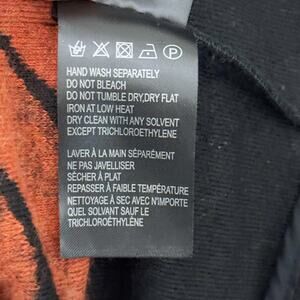 P
HAND WASH SEPARATELY
DO NOT BLEACH
DO NOT TUMBLE DRY,DRY FLAT
IRON AT LOW HEAT
DRY CLEAN WITH ANY SOLVENT
EXCEPT TRICHLOROETHYLENE
LAVER À LA MAIN SÉPARÉMENT
NE PAS JAVELLISER
SÉCHER À PLAT
REPASSER À FAIBLE TEMPÉRATURE
NETTOYAGE À SEC AVEC N'IMPORTE
QUEL SOLVANT SAUF LE
TRICHLOROÉTHYLÈNE